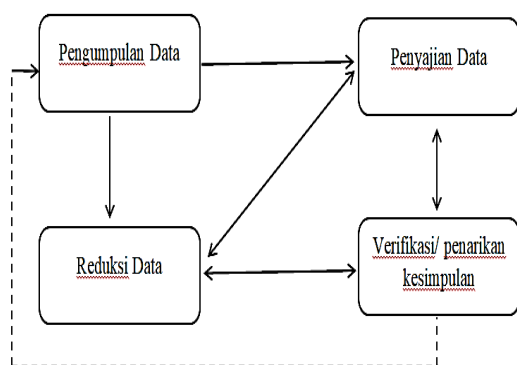 Pengumpulan Data
Penyajian Data
Reduksi Data
Verifikasi/ penarikan
kesimpulan